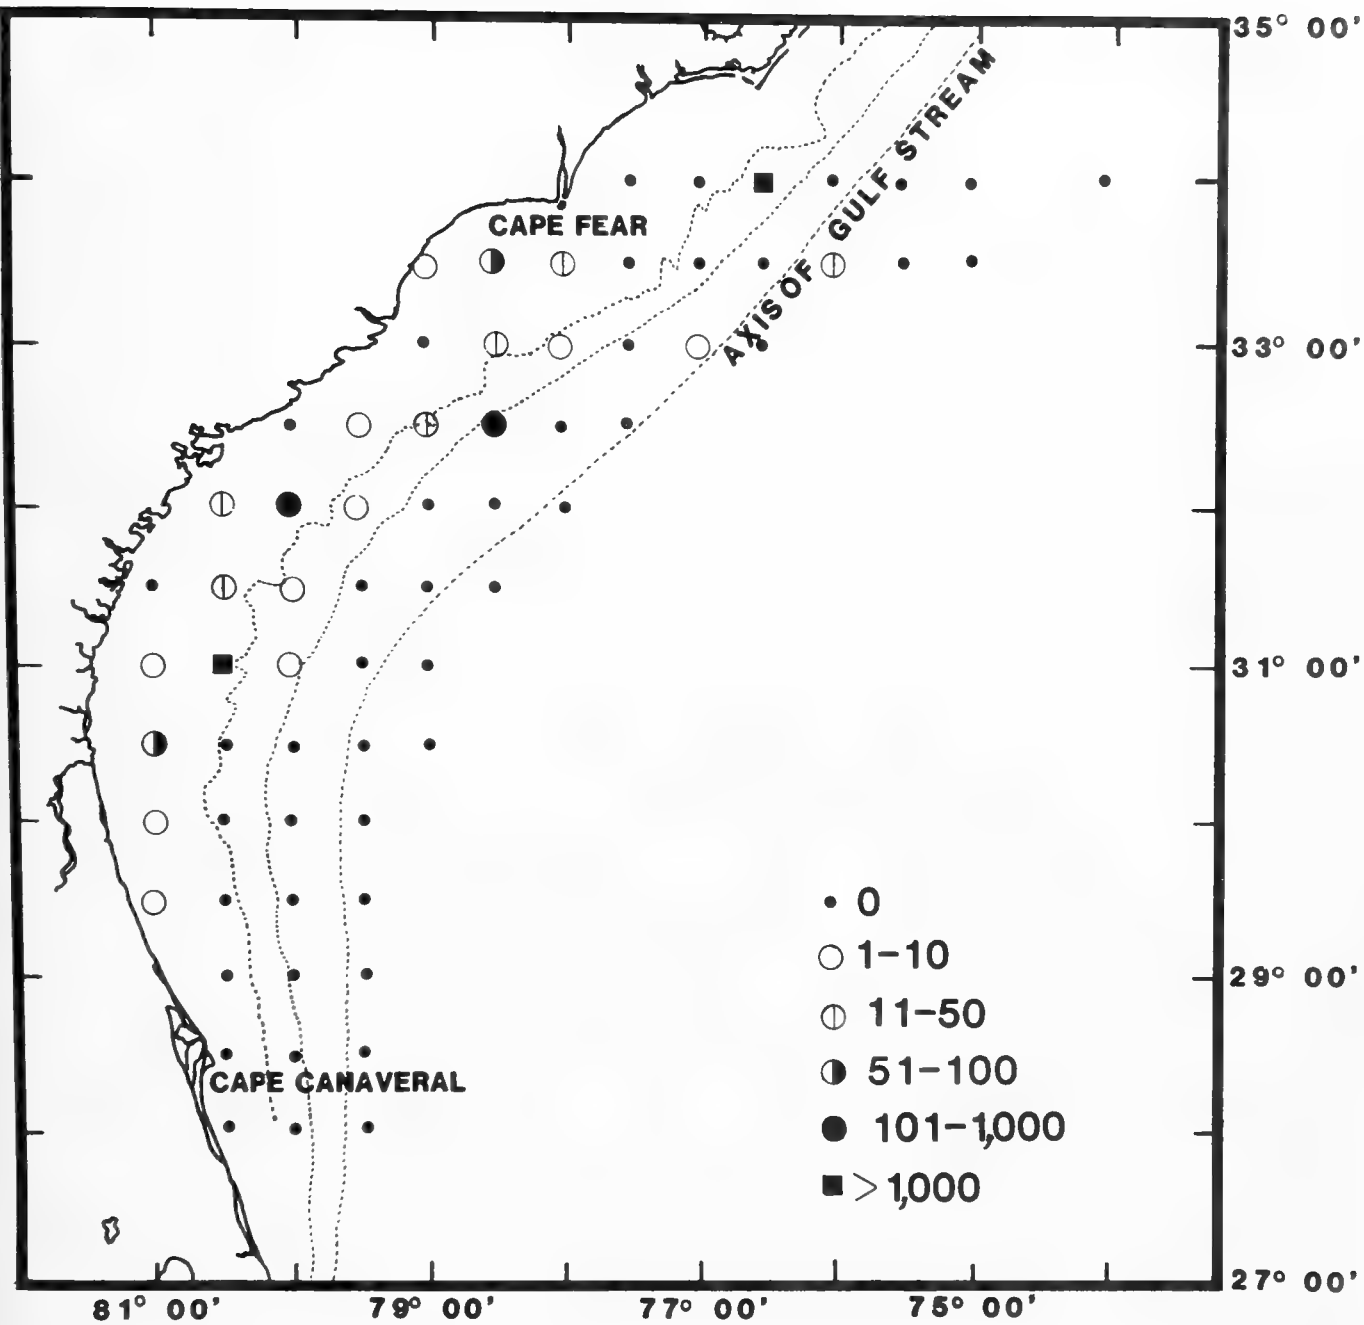 35° 00'
AXIS OF GULF STREAM
CAPE FEAR
33° 00'
31° 00'
0
1-10
11-50
29° 00'
51-100
CAPE CANAVERAL
101-1,000
>1,000
27° 00'
81° 00' 79° 00' 77° 00' 75° 00'